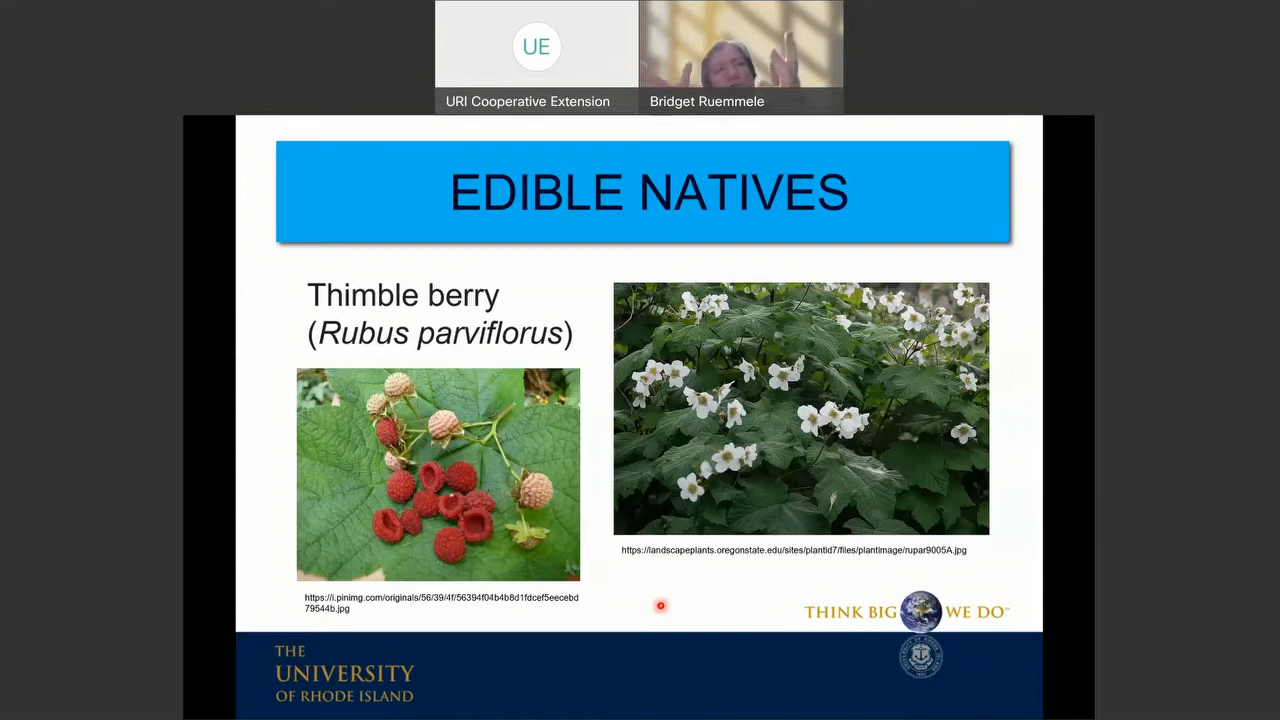 UE
URI Cooperative Extension
Bridget Ruemmele
EDIBLE NATIVES
Thimble berry
(Rubus parviflorus)
https://landscapeplants.oregonstate.edu/sites/plantid7/files/plantimage/rupar9005A.jpg
https://i.pinimg.com/originals/56/39/4f/56394f04b4b8d1fdcef5eecebd
79544b.jpg
THINK BIG WE DO™
THE
UNIVERSITY
OF RHODE ISLAND